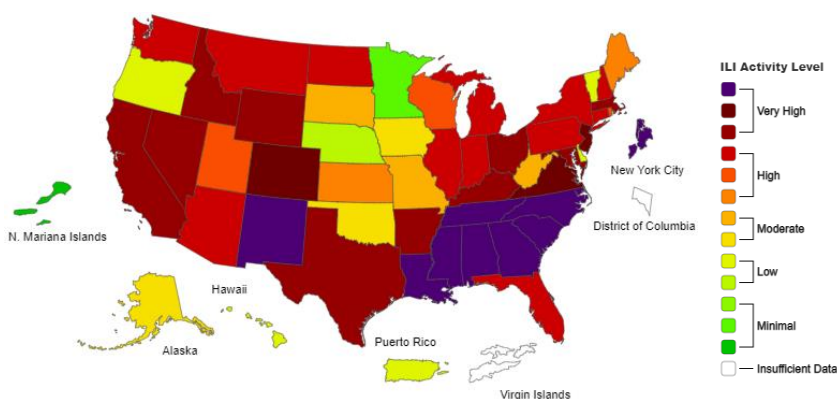 ILI Activity Level
Very High
High
Moderate
Low
Minimal
Insufficient Data
New York City
District of Columbia
N. Mariana Islands
Hawaii
Alaska
Puerto Rico
Virgin Islands